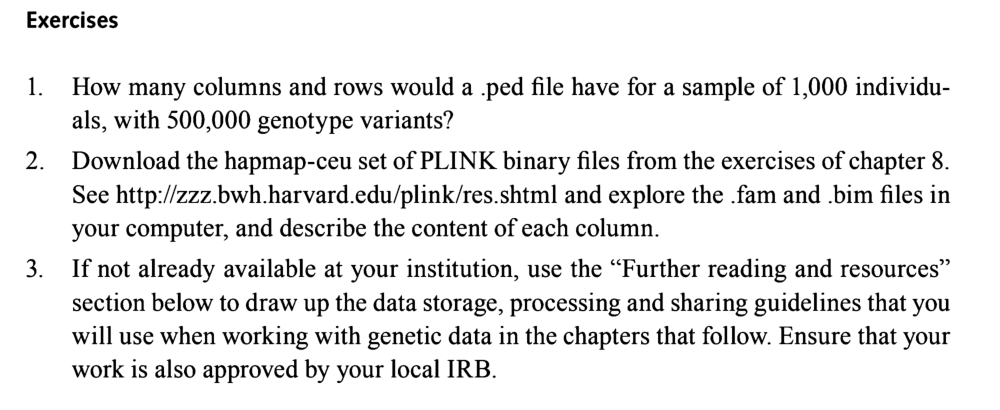 Exercises
1. How many columns and rows would a .ped file have for a sample of 1,000 individu-
als, with 500,000 genotype variants?
2. Download the hapmap-ceu set of PLINK binary files from the exercises of chapter 8.
See http://zzz.bwh.harvard.edu/plink/res.shtml and explore the .fam and .bim files in
your computer, and describe the content of each column.
3. If not already available at your institution, use the “Further reading and resources”
section below to draw up the data storage, processing and sharing guidelines that you
will use when working with genetic data in the chapters that follow. Ensure that your
work is also approved by your local IRB.